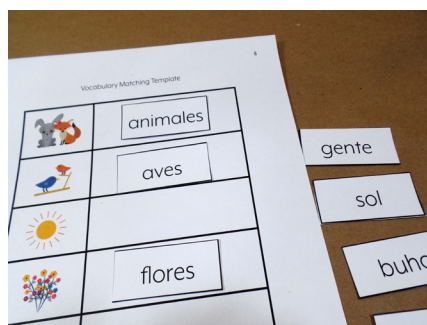 Vocabulary Matching Template
animales
aves
flores
gente
sol